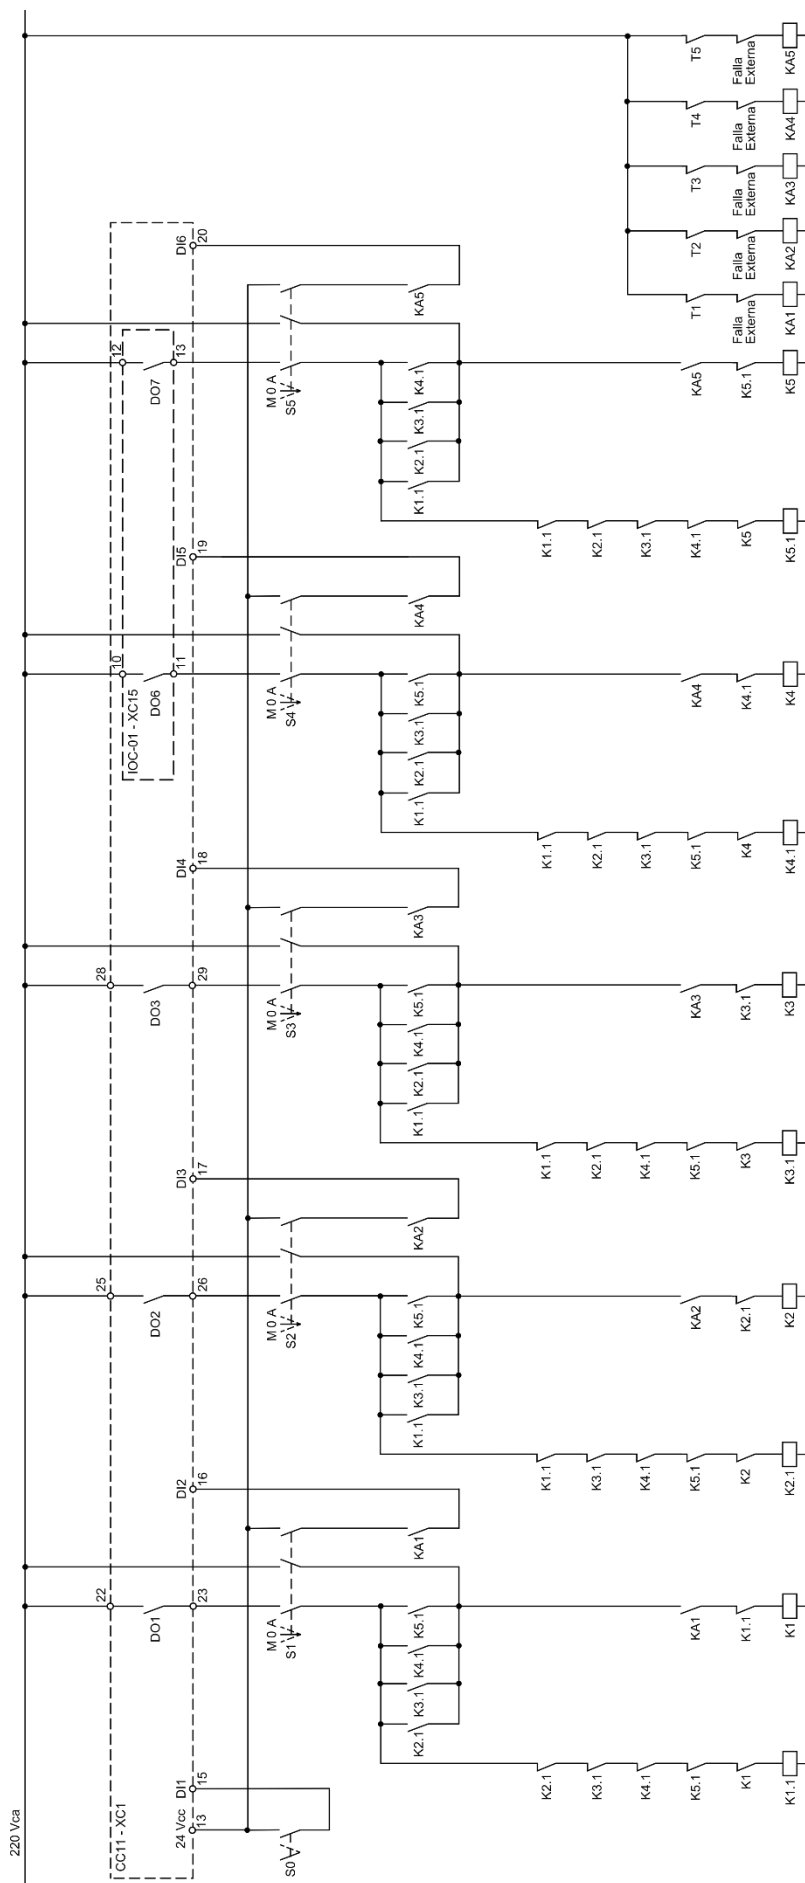 220 Vca
CC11 - XC1
24 Vcc
13
DI1
15
S0
22
DO1
23
DI2
16
M 0 A
S1
KA1
K2.1
K3.1
K4.1
K5.1
K2.1
K3.1
K4.1
K5.1
K1
K1.1
KA1
K1.1
K1
25
DO2
26
DI3
17
M 0 A
S2
KA2
K1.1
K3.1
K4.1
K5.1
K1.1
K3.1
K4.1
K5.1
K2
K2.1
KA2
K2.1
K2
28
DO3
29
DI4
18
M 0 A
S3
KA3
K1.1
K2.1
K4.1
K5.1
K1.1
K2.1
K4.1
K5.1
K3
K3.1
KA3
K3.1
K3
IOC-01 - XC15
10
DO6
11
DI5
19
M 0 A
S4
KA4
K1.1
K2.1
K3.1
K5.1
K1.1
K2.1
K3.1
K5.1
K4
K4.1
KA4
K4.1
K4
12
DO7
13
DI6
20
M 0 A
S5
KA5
K1.1
K2.1
K3.1
K4.1
K1.1
K2.1
K3.1
K4.1
K5
K5.1
KA5
K5.1
K5
T1
Falla
Externa
KA1
T2
Falla
Externa
KA2
T3
Falla
Externa
KA3
T4
Falla
Externa
KA4
T5
Falla
Externa
KA5